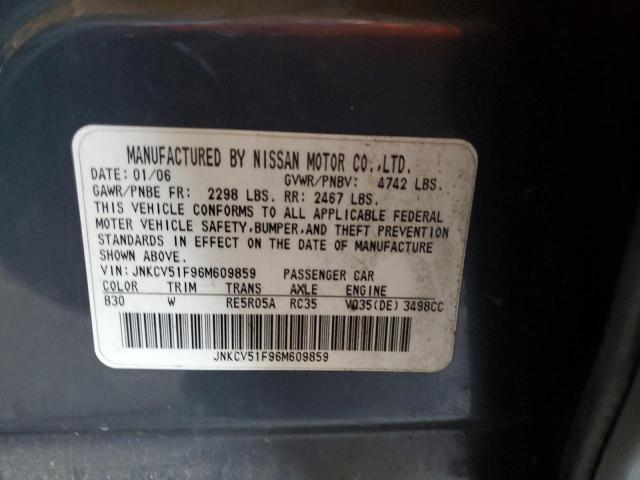 MANUFACTURED BY NISSAN MOTOR CO.,LTD.
DATE: 01/06 GVWR/PNBV: 4742 LBS.
GAWR/PNBE FR: 2298 LBS. RR: 2467 LBS.
THIS VEHICLE CONFORMS TO ALL APPLICABLE FEDERAL
MOTOR VEHICLE SAFETY,BUMPER,AND THEFT PREVENTION
STANDARDS IN EFFECT ON THE DATE OF MANUFACTURE
SHOWN ABOVE.
VIN: JNKCV51F96M609859 PASSENGER CAR
COLOR TRIM TRANS AXLE ENGINE
B30 W RE5R05A RC35 VQ35(DE) 3498CC
JNKCV51F96M609859